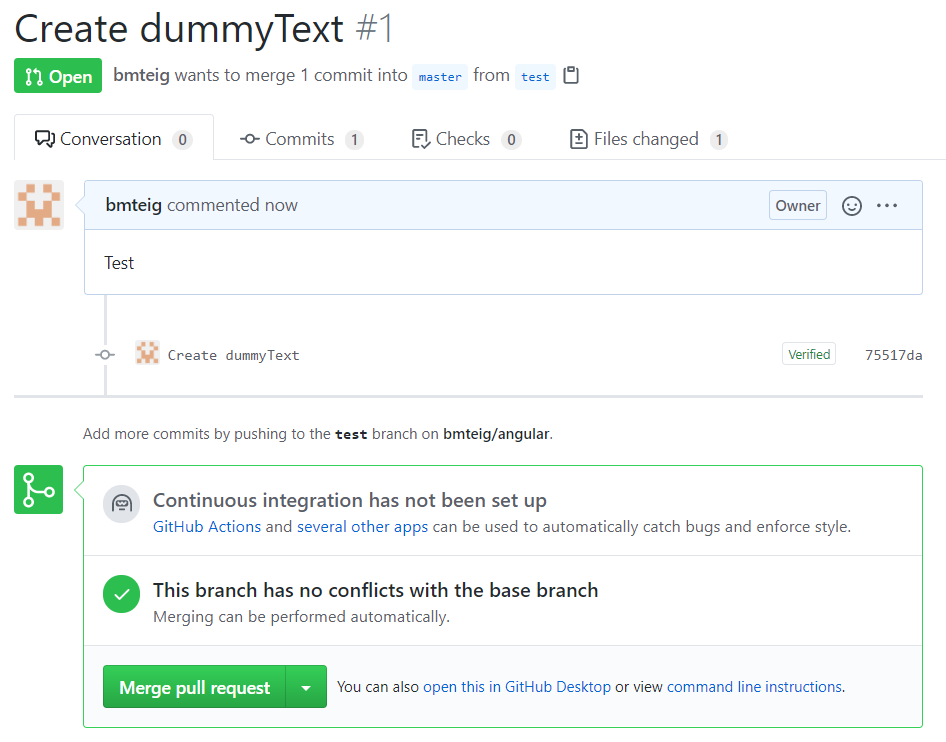 Create dummyText #1
Open bmteig wants to merge 1 commit into master from test
Conversation 0 Commits 1 Checks 0 Files changed 1
bmteig commented now Owner
Test
Create dummyText Verified 75517da
Add more commits by pushing to the test branch on bmteig/angular.
Continuous integration has not been set up
GitHub Actions and several other apps can be used to automatically catch bugs and enforce style.
This branch has no conflicts with the base branch
Merging can be performed automatically.
Merge pull request You can also open this in GitHub Desktop or view command line instructions.